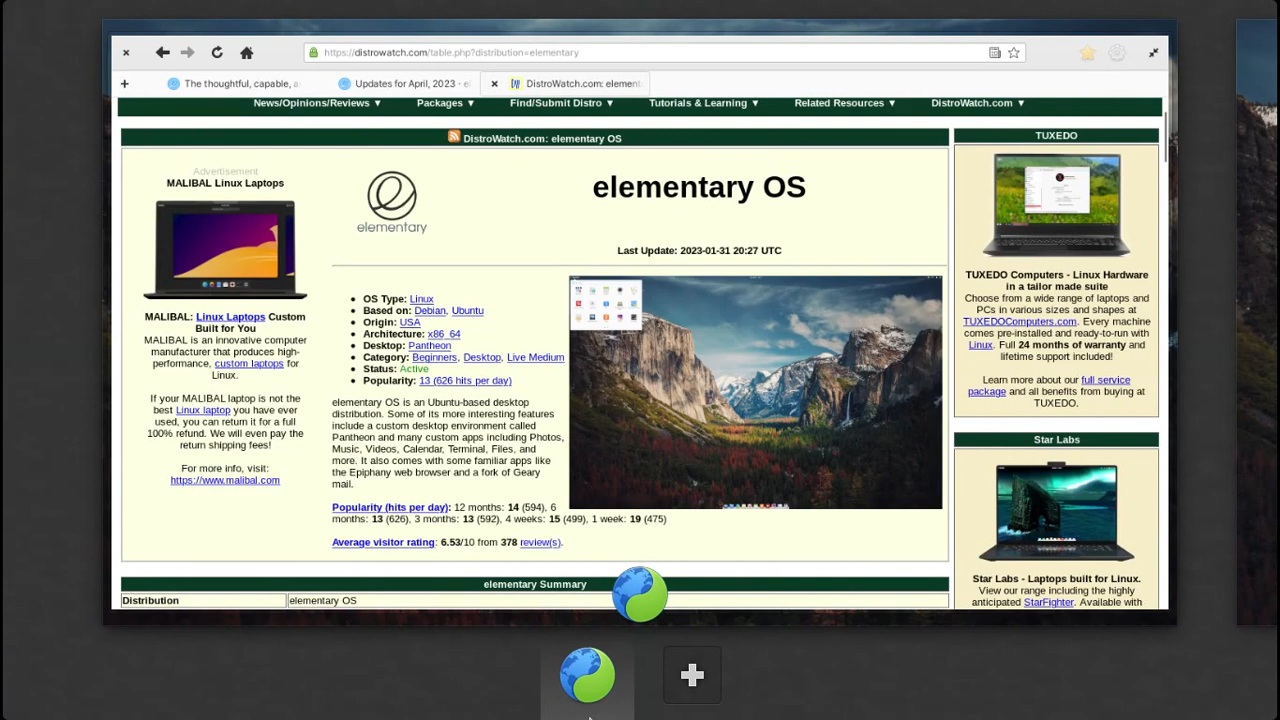 https://distrowatch.com/table.php?distribution=elementary
The thoughtful, capable, a
Updates for April, 2023 · e
DistroWatch.com: element
News/Opinions/Reviews ▼ Packages ▼ Find/Submit Distro ▼ Tutorials & Learning ▼ Related Resources ▼ DistroWatch.com ▼
DistroWatch.com: elementary OS
Advertisement
MALIBAL Linux Laptops
MALIBAL: Linux Laptops Custom
Built for You
MALIBAL is an innovative computer
manufacturer that produces high-
performance, custom laptops for
Linux.
If your MALIBAL laptop is not the
best Linux laptop you have ever
used, you can return it for a full
100% refund. We will even pay the
return shipping fees!
For more info, visit:
https://www.malibal.com
elementary
elementary OS
Last Update: 2023-01-31 20:27 UTC
• OS Type: Linux
• Based on: Debian, Ubuntu
• Origin: USA
• Architecture: x86_64
• Desktop: Pantheon
• Category: Beginners, Desktop, Live Medium
• Status: Active
• Popularity: 13 (626 hits per day)
elementary OS is an Ubuntu-based desktop
distribution. Some of its more interesting features
include a custom desktop environment called
Pantheon and many custom apps including Photos,
Music, Videos, Calendar, Terminal, Files, and
more. It also comes with some familiar apps like
the Epiphany web browser and a fork of Geary
mail.
Popularity (hits per day): 12 months: 14 (594), 6
months: 13 (626), 3 months: 13 (592), 4 weeks: 15 (499), 1 week: 19 (475)
Average visitor rating: 6.53/10 from 378 review(s).
elementary Summary
Distribution elementary OS
TUXEDO
TUXEDO Computers - Linux Hardware
in a tailor made suite
Choose from a wide range of laptops and
PCs in various sizes and shapes at
TUXEDOComputers.com. Every machine
comes pre-installed and ready-to-run with
Linux. Full 24 months of warranty and
lifetime support included!
Learn more about our full service
package and all benefits from buying at
TUXEDO.
Star Labs
Star Labs - Laptops built for Linux.
View our range including the highly
anticipated StarFighter. Available with